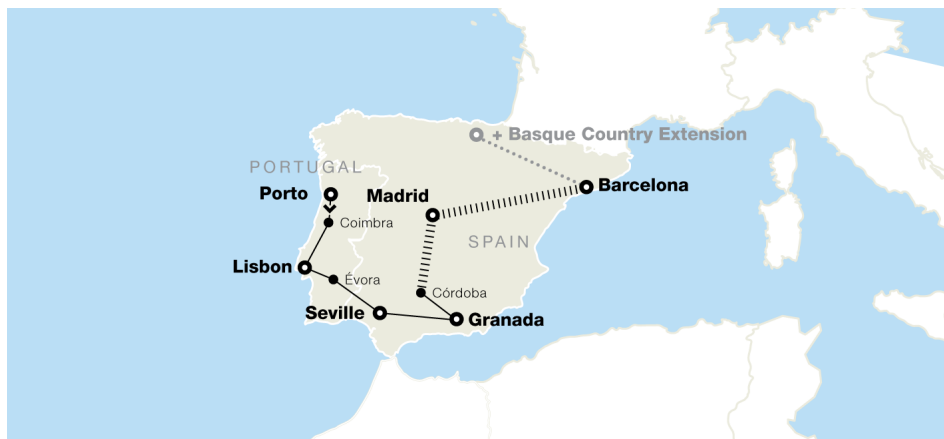 + Basque Country Extension
PORTUGAL
Porto
Madrid
Barcelona
Coimbra
SPAIN
Lisbon
Évora
Córdoba
Seville
Granada